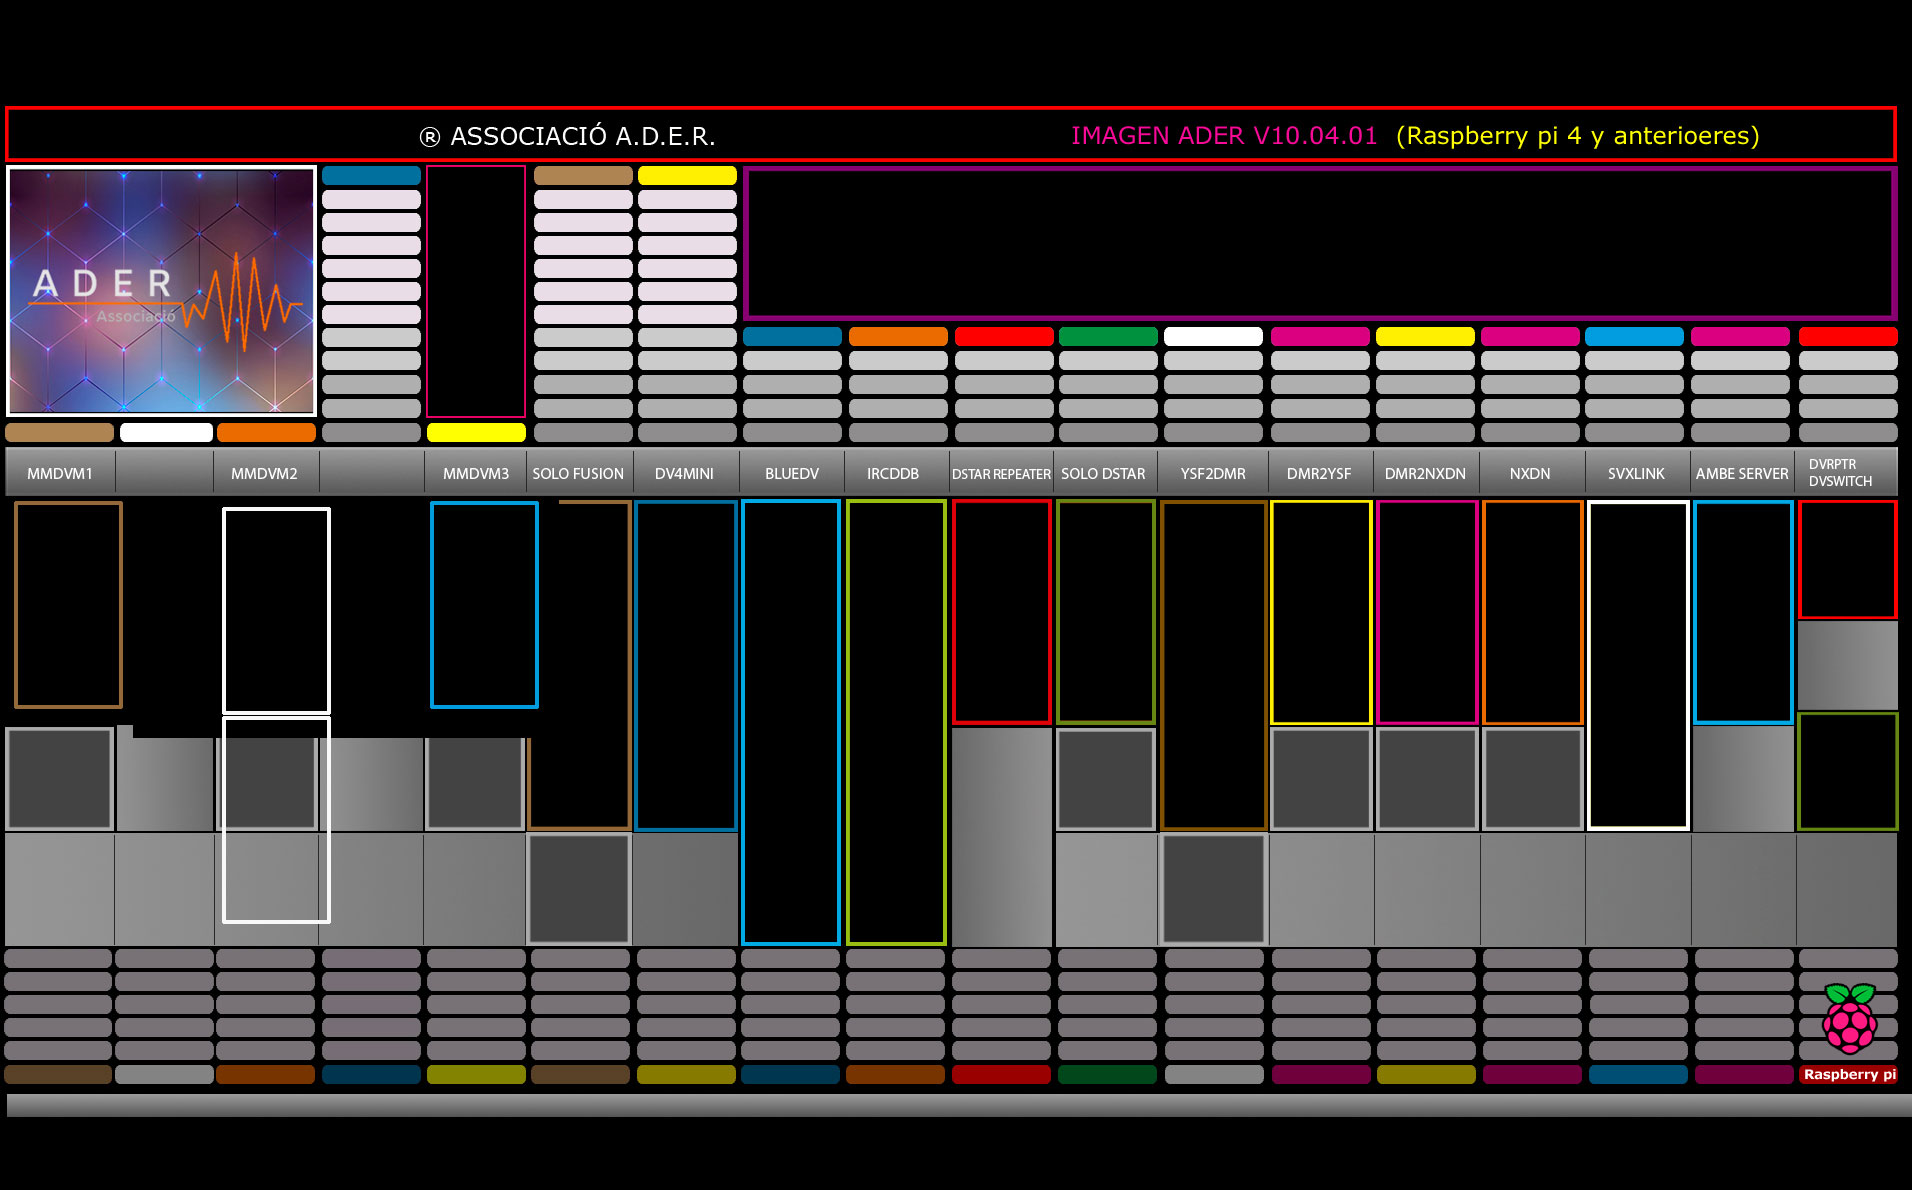 ® ASSOCIACIÓ A.D.E.R.
IMAGEN ADER V10.04.01 (Raspberry pi 4 y anterioeres)
ADER
Associació
MMDVM1
MMDVM2
MMDVM3
SOLO FUSION
DV4MINI
BLUEDV
IRCDDB
DSTAR REPEATER
SOLO DSTAR
YSF2DMR
DMR2YSF
DMR2NXDN
NXDN
SVXLINK
AMBE SERVER
DVRPTR
DVSWITCH
Raspberry pi